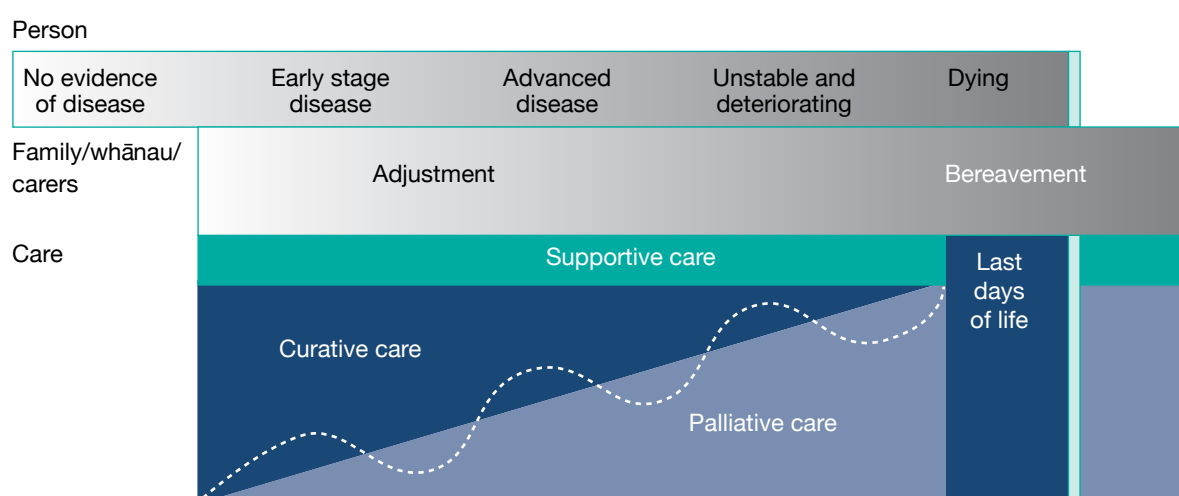 Person
No evidence
of disease
Early stage
disease
Advanced
disease
Unstable and
deteriorating
Dying
Family/whānau/
carers
Adjustment
Bereavement
Care
Supportive care
Last
days
of life
Curative care
Palliative care